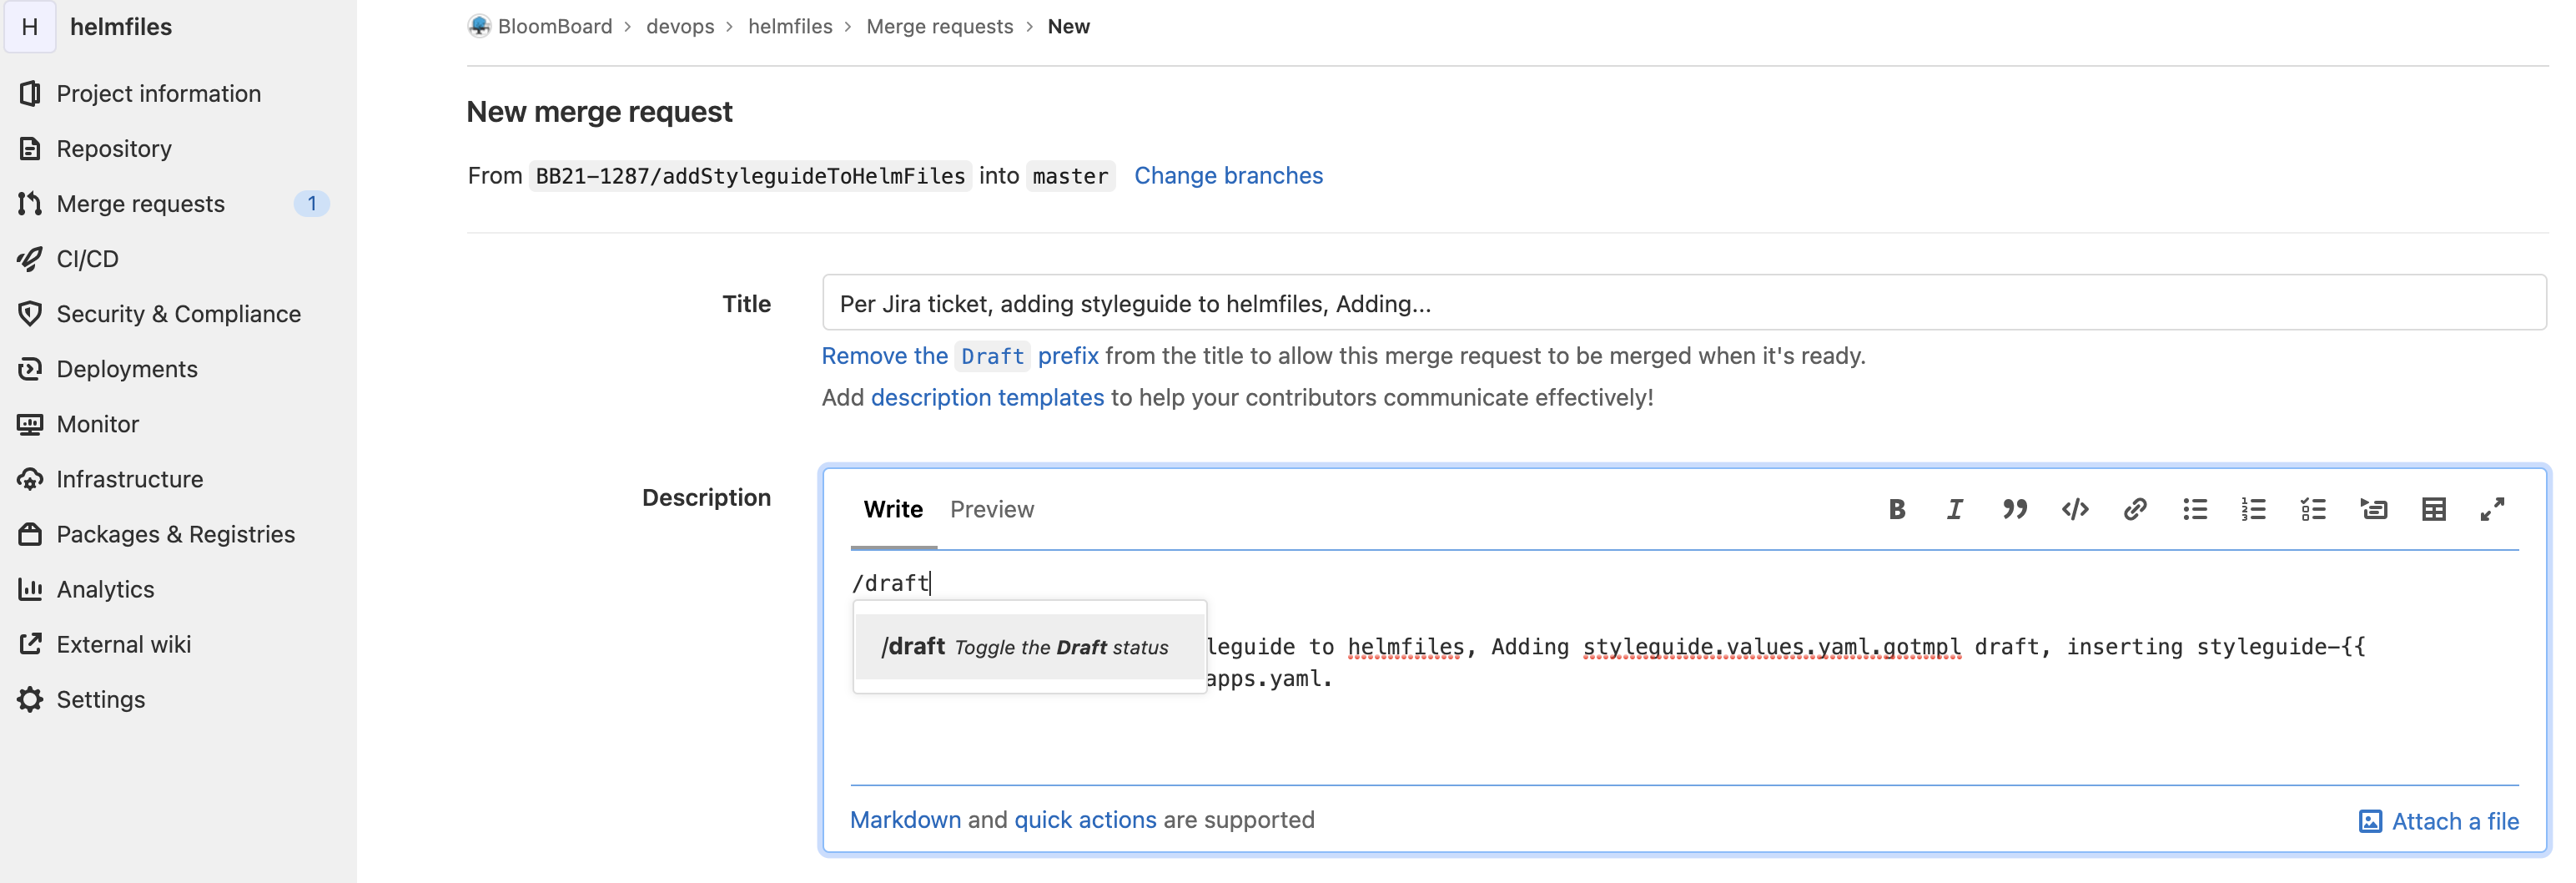 H helmfiles
Project information
Repository
Merge requests 1
CI/CD
Security & Compliance
Deployments
Monitor
Infrastructure
Packages & Registries
Analytics
External wiki
Settings
BloomBoard > devops > helmfiles > Merge requests > New
New merge request
From BB21-1287/addStyleguideToHelmFiles into master Change branches
Title
Per Jira ticket, adding styleguide to helmfiles, Adding...
Remove the Draft prefix from the title to allow this merge request to be merged when it's ready.
Add description templates to help your contributors communicate effectively!
Description
Write Preview
/draft
/draft Toggle the Draft status
leguide to helmfiles, Adding styleguide.values.yaml.gotmpl draft, inserting styleguide-{{
apps.yaml.
Markdown and quick actions are supported
Attach a file